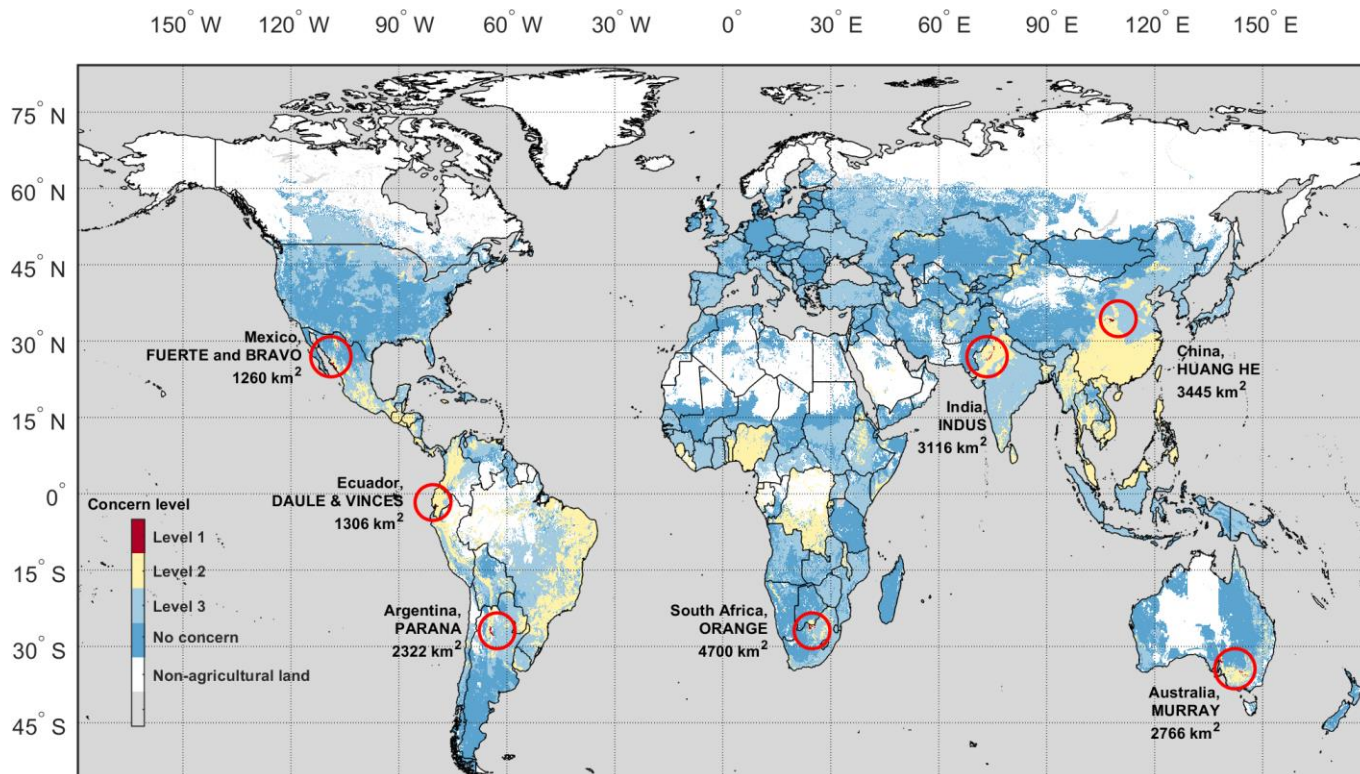 150° W 120° W 90° W 60° W 30° W 0° 30° E 60° E 90° E 120° E 150° E
75° N
60° N
45° N
30° N
15° N
0°
15° S
30° S
45° S
Mexico,
FUERTE and BRAVO
1260 km²
China,
HUANG HE
3445 km²
India,
INDUS
3116 km²
Ecuador,
DAULE & VINCES
1306 km²
Concern level
Level 1
Level 2
Level 3
No concern
Non-agricultural land
Argentina,
PARANA
2322 km²
South Africa,
ORANGE
4700 km²
Australia,
MURRAY
2766 km²